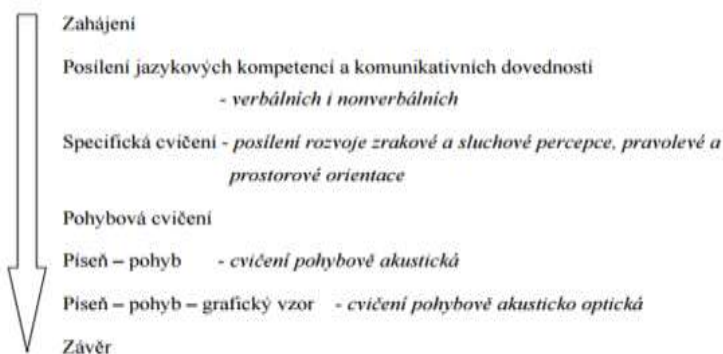 Zahájení
Posílení jazykových kompetencí a komunikativních dovedností
- verbálních i nonverbálních
Specifická cvičení - posílení rozvoje zrakové a sluchové percepce, pravolevé a
prostorové orientace
Pohybová cvičení
Píseň – pohyb - cvičení pohybově akustická
Píseň – pohyb – grafický vzor - cvičení pohybově akusticko optická
Závěr